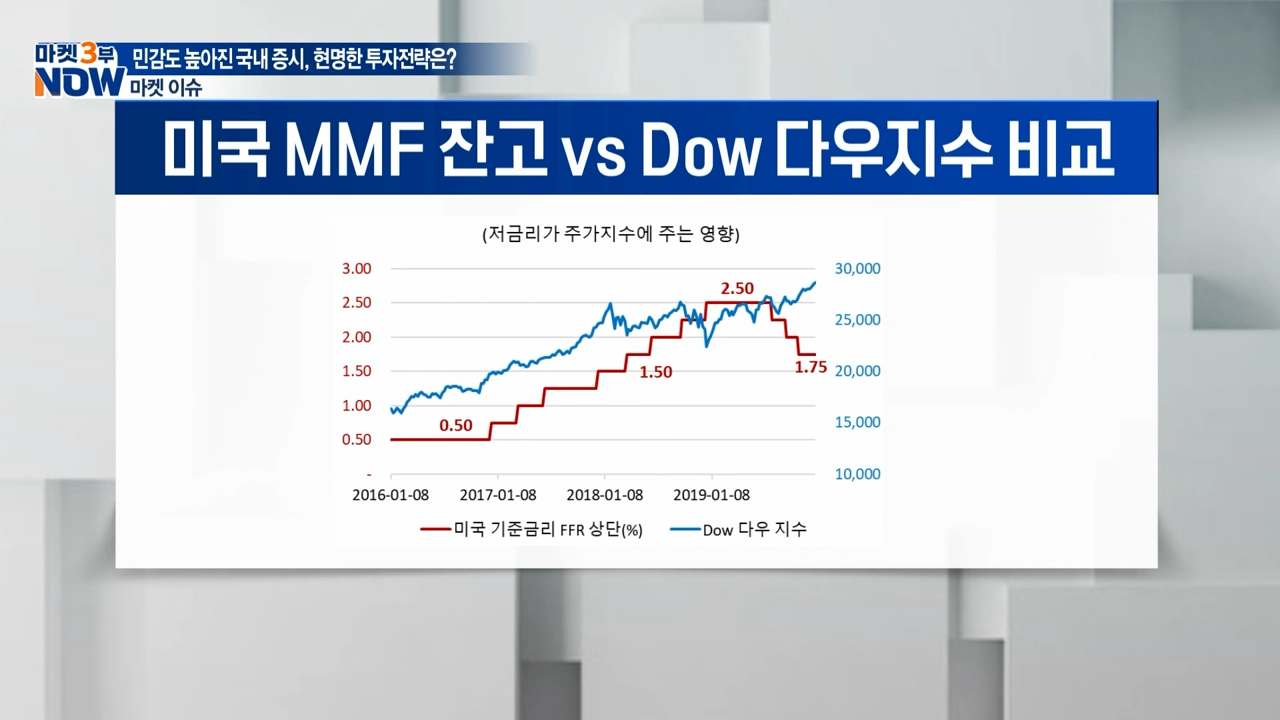 마켓 3부
NOW
민감도 높아진 국내 증시, 현명한 투자전략은?
마켓 이슈
미국 MMF 잔고 vs Dow 다우지수 비교
(저금리가 주가지수에 주는 영향)
3.00
2.50
2.00
1.50
1.00
0.50
-
30,000
25,000
20,000
15,000
10,000
0.50
1.50
2.50
1.75
2016-01-08
2017-01-08
2018-01-08
2019-01-08
미국 기준금리 FFR 상단(%)
Dow 다우 지수